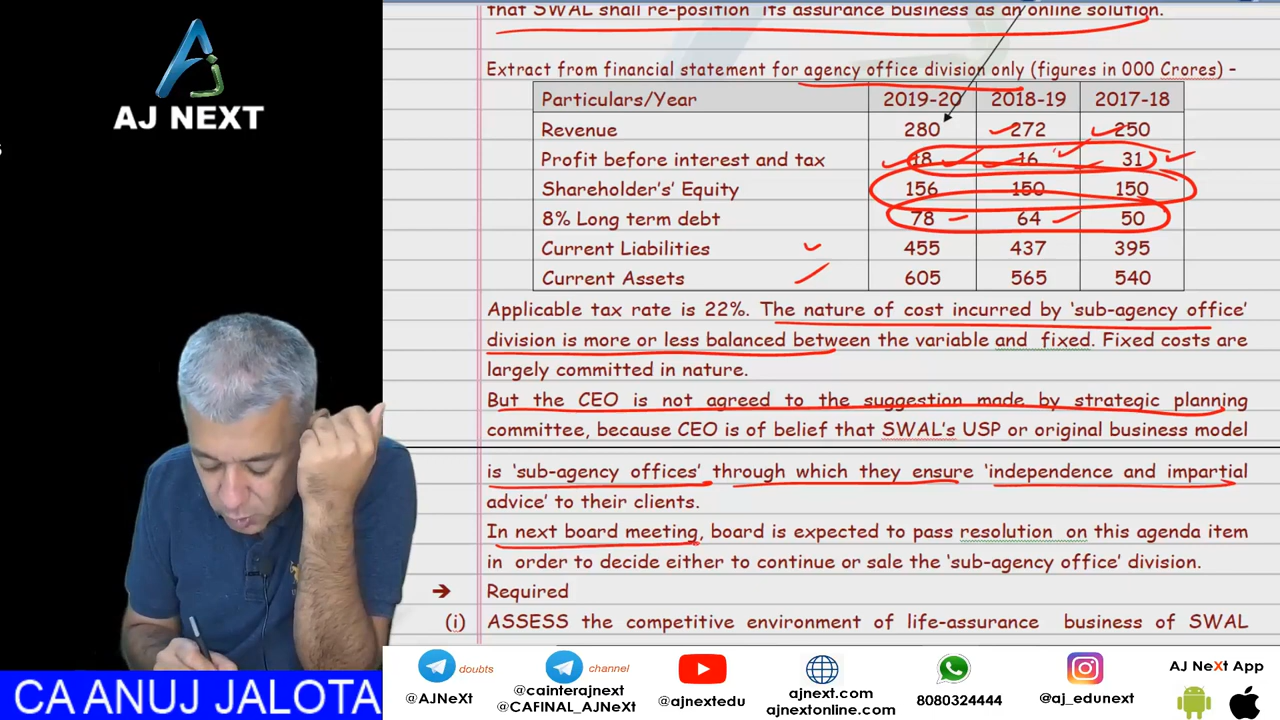 that SWAL shall re-position its assurance business as an online solution.
Extract from financial statement for agency office division only (figures in 000 Crores) –
Particulars/Year 2019-20 2018-19 2017-18
Revenue 280 272 250
Profit before interest and tax 18 16 31
Shareholder's' Equity 156 150 150
8% Long term debt 78 64 50
Current Liabilities 455 437 395
Current Assets 605 565 540
Applicable tax rate is 22%. The nature of cost incurred by 'sub-agency office'
division is more or less balanced between the variable and fixed. Fixed costs are
largely committed in nature.
But the CEO is not agreed to the suggestion made by strategic planning
committee, because CEO is of belief that SWAL's USP or original business model
is 'sub-agency offices' through which they ensure 'independence and impartial
advice' to their clients.
In next board meeting, board is expected to pass resolution on this agenda item
in order to decide either to continue or sale the 'sub-agency office' division.
➔ Required
(i) ASSESS the competitive environment of life-assurance business of SWAL
AJ NEXT
CA ANUJ JALOTA
doubts
@AJNeXt
channel
@cainterajnext
@CAFINAL_AJNeXt
@ajnextedu
ajnext.com
ajnextonline.com
8080324444
@aj_edunext
AJ NeXt App